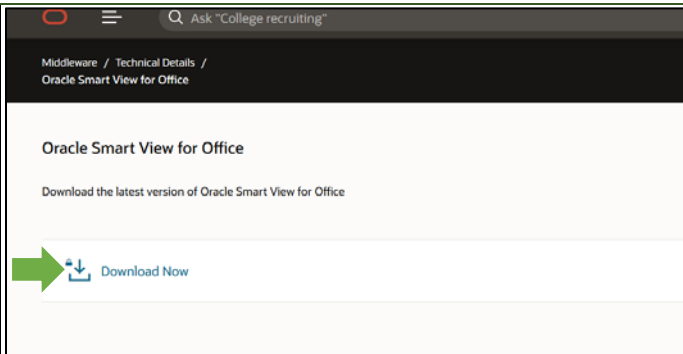 Ask "College recruiting"
Middleware / Technical Details /
Oracle Smart View for Office
Oracle Smart View for Office
Download the latest version of Oracle Smart View for Office
Download Now